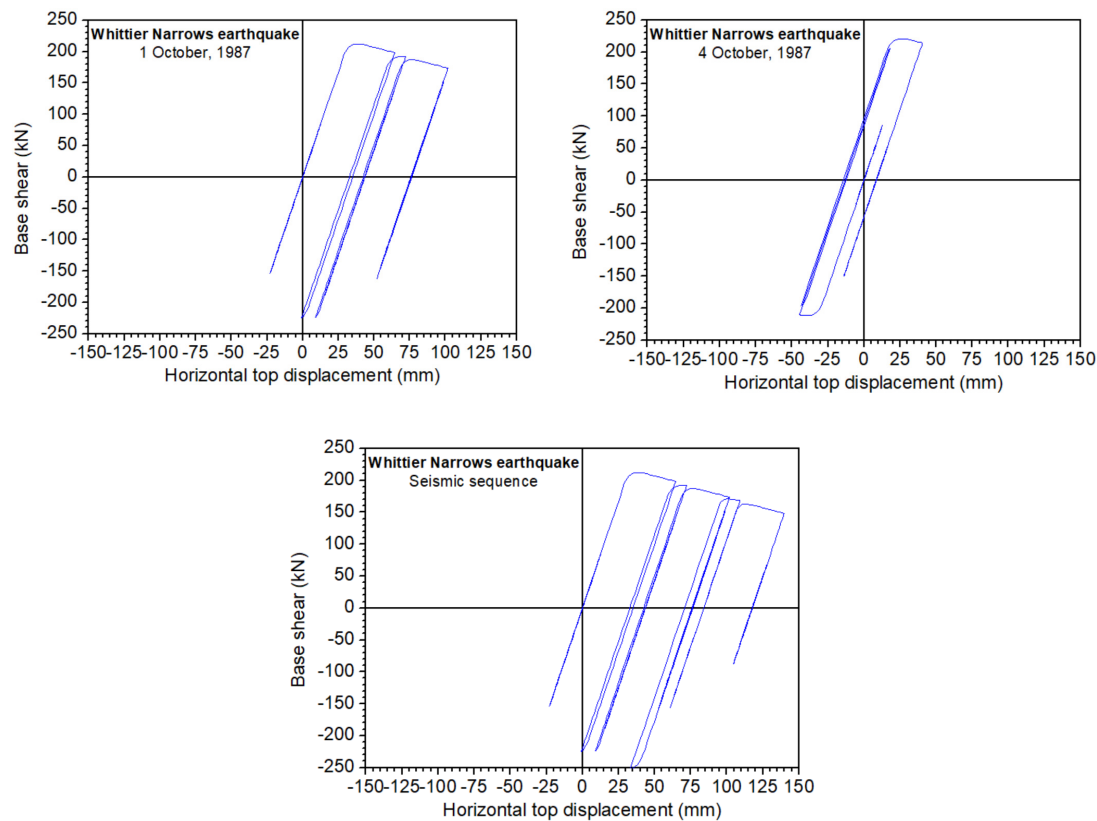 Whittier Narrows earthquake
1 October, 1987
250
200
150
100
50
0
-50
-100
-150
-200
-250
Base shear (kN)
-150-125-100 -75 -50 -25 0 25 50 75 100 125 150
Horizontal top displacement (mm)
Whittier Narrows earthquake
4 October, 1987
250
200
150
100
50
0
-50
-100
-150
-200
-250
Base shear (kN)
-150-125-100 -75 -50 -25 0 25 50 75 100 125 150
Horizontal top displacement (mm)
Whittier Narrows earthquake
Seismic sequence
250
200
150
100
50
0
-50
-100
-150
-200
-250
Base shear (kN)
-150-125-100 -75 -50 -25 0 25 50 75 100 125 150
Horizontal top displacement (mm)